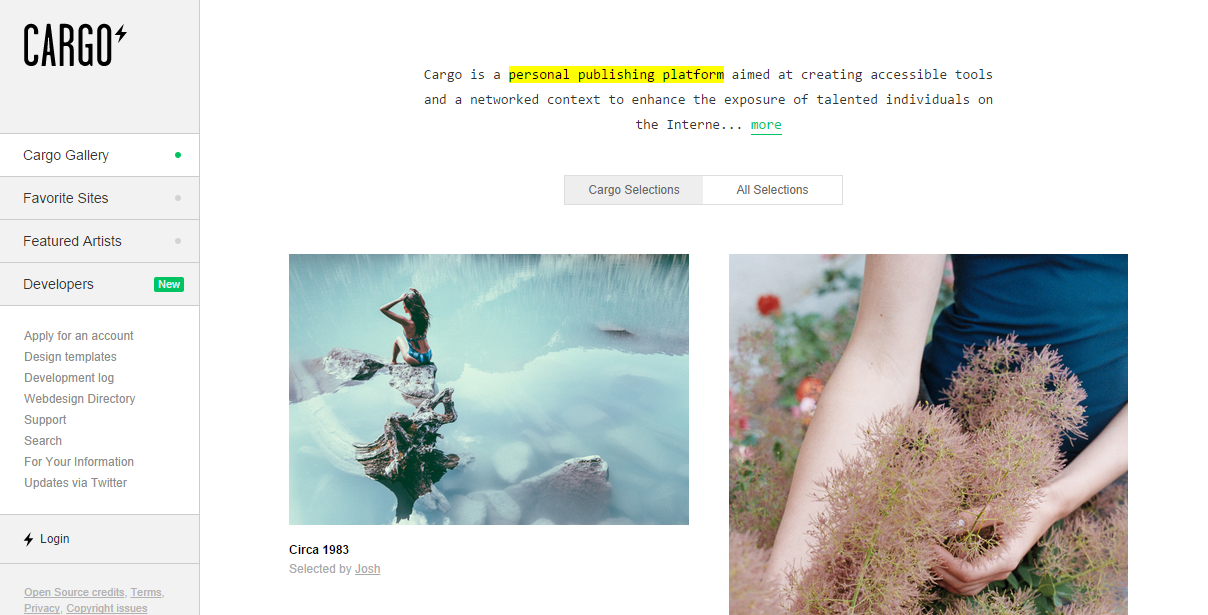 CARGO
Cargo Gallery
Favorite Sites
Featured Artists
Developers New
Apply for an account
Design templates
Development log
Webdesign Directory
Support
Search
For Your Information
Updates via Twitter
Login
Open Source credits, Terms,
Privacy, Copyright issues
Cargo is a personal publishing platform aimed at creating accessible tools
and a networked context to enhance the exposure of talented individuals on
the Interne... more
Cargo Selections All Selections
Circa 1983
Selected by Josh